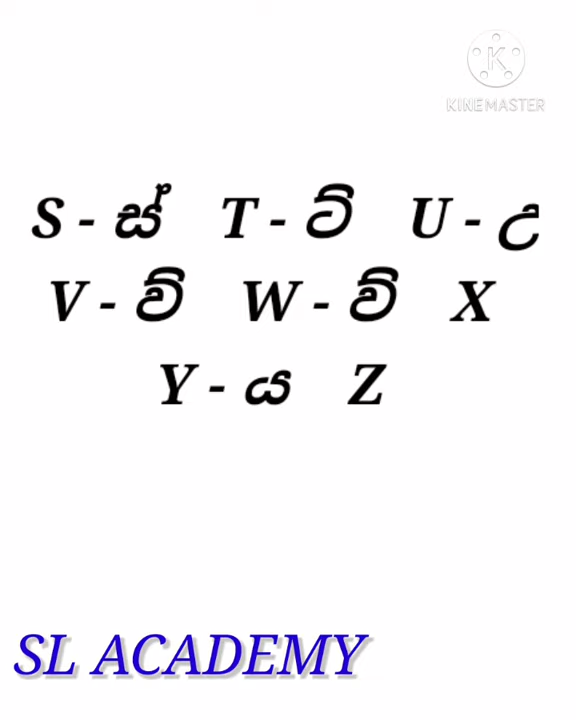 KINEMASTER
S - ස් T - ට් U - උ
V - ව් W - ව් X
Y - ය Z
SL ACADEMY